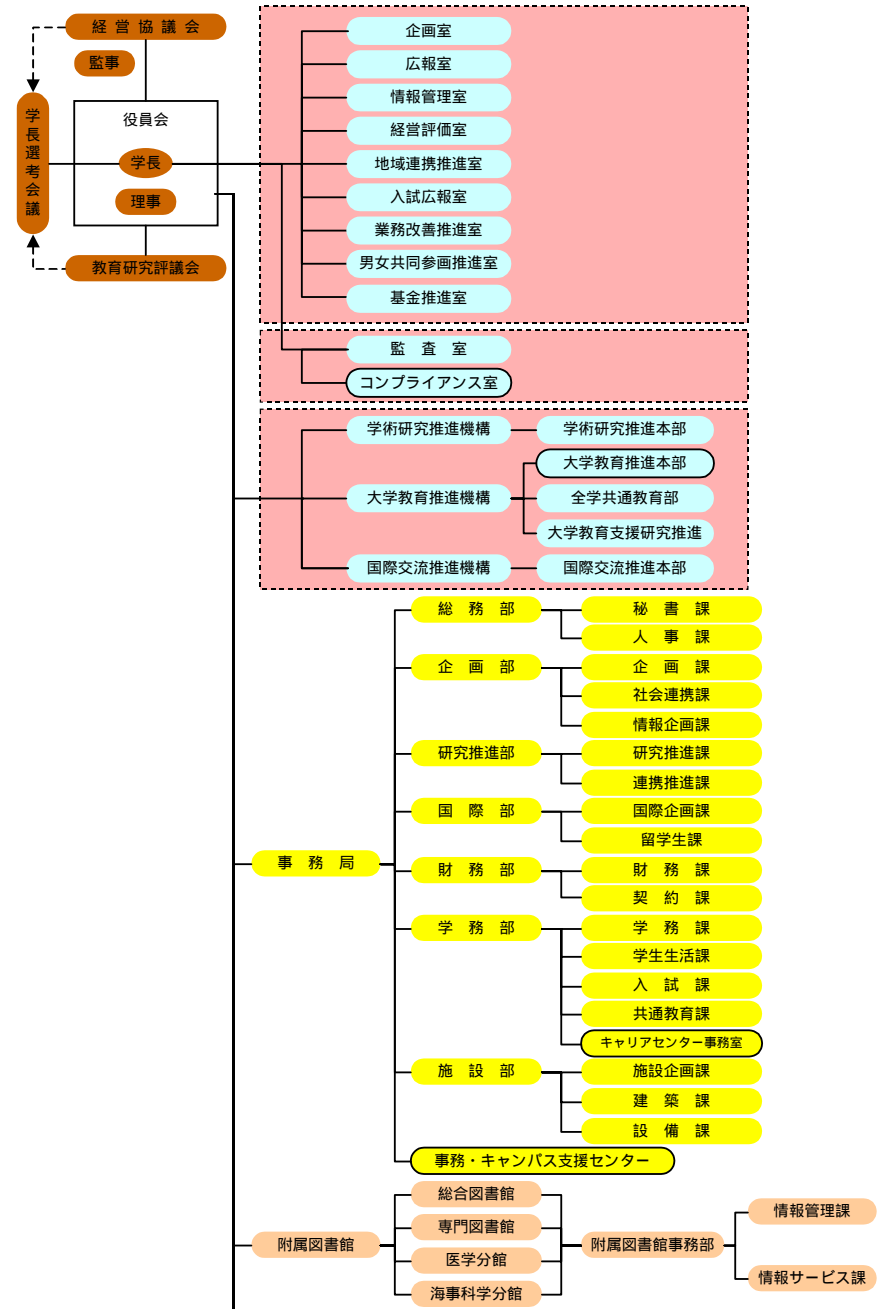 経営協議会
監事
学長選考会議
役員会
学長
理事
教育研究評議会
企画室
広報室
情報管理室
経営評価室
地域連携推進室
入試広報室
業務改善推進室
男女共同参画推進室
基金推進室
監査室
コンプライアンス室
学術研究推進機構
学術研究推進本部
大学教育推進機構
大学教育推進本部
全学共通教育部
大学教育支援研究推進
国際交流推進機構
国際交流推進本部
事務局
総務部
秘書課
人事課
企画部
企画課
社会連携課
情報企画課
研究推進部
研究推進課
連携推進課
国際部
国際企画課
留学生課
財務部
財務課
契約課
学務部
学務課
学生生活課
入試課
共通教育課
キャリアセンター事務室
施設部
施設企画課
建築課
設備課
事務・キャンパス支援センター
附属図書館
総合図書館
専門図書館
医学分館
海事科学分館
附属図書館事務部
情報管理課
情報サービス課